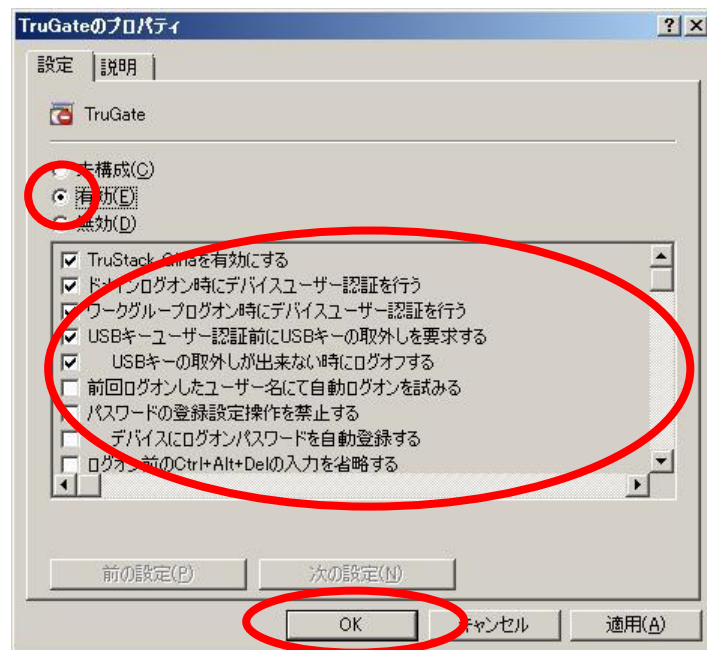 TruGateのプロパティ
設定 説明
TruGate
未構成(C)
有効(E)
無効(D)
TruStack Ginaを有効にする
ドメインログオン時にデバイスユーザー認証を行う
ワークグループログオン時にデバイスユーザー認証を行う
USBキーユーザー認証前にUSBキーの取外しを要求する
USBキーの取外しが出来ない時にログオフする
前回ログオンしたユーザー名にて自動ログオンを試みる
パスワードの登録設定操作を禁止する
デバイスにログオンパスワードを自動登録する
ログオン前のCtrl+Alt+Delの入力を省略する
前の設定(P) 次の設定(N)
OK キャンセル 適用(A)